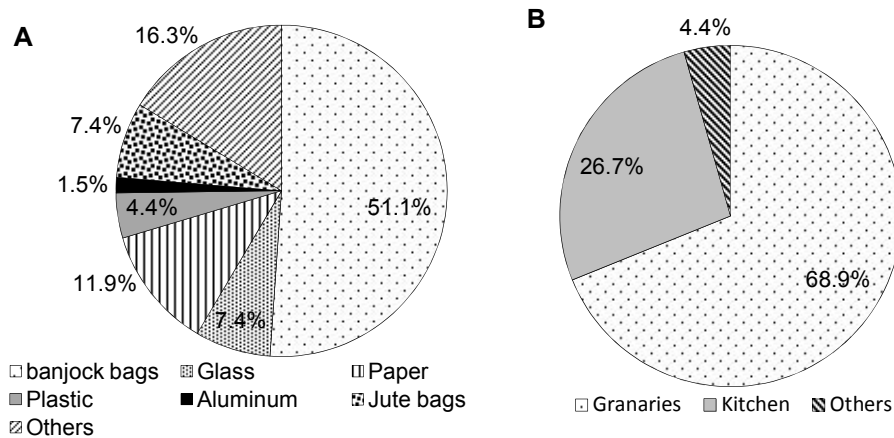 A
16.3%
7.4%
1.5%
4.4%
11.9%
7.4%
51.1%
banjock bags Glass Paper
Plastic Aluminum Jute bags
Others
B
4.4%
26.7%
68.9%
Granaries Kitchen Others